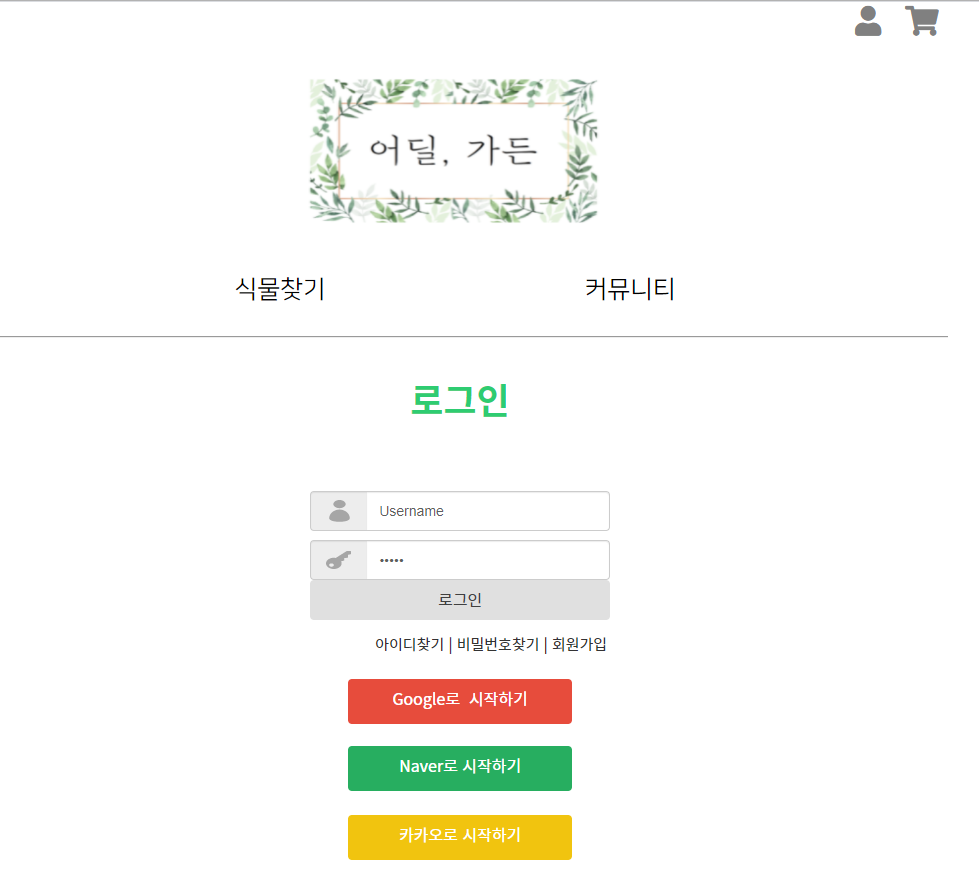 어딜, 가든
식물찾기 커뮤니티
로그인
Username
•••••
로그인
아이디찾기 | 비밀번호찾기 | 회원가입
Google로 시작하기
Naver로 시작하기
카카오로 시작하기